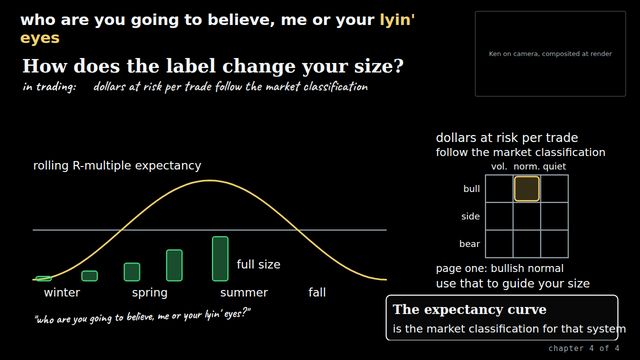 who are you going to believe, me or your lyin'
eyes
Ken on camera, composited at render
How does the label change your size?
in trading: dollars at risk per trade follow the market classification
dollars at risk per trade
follow the market classification
rolling R-multiple expectancy
vol. norm. quiet
bull
side
bear
full size
page one: bullish normal
use that to guide your size
winter spring summer fall
"who are you going to believe, me or your lyin' eyes?"
The expectancy curve
is the market classification for that system
chapter 4 of 4